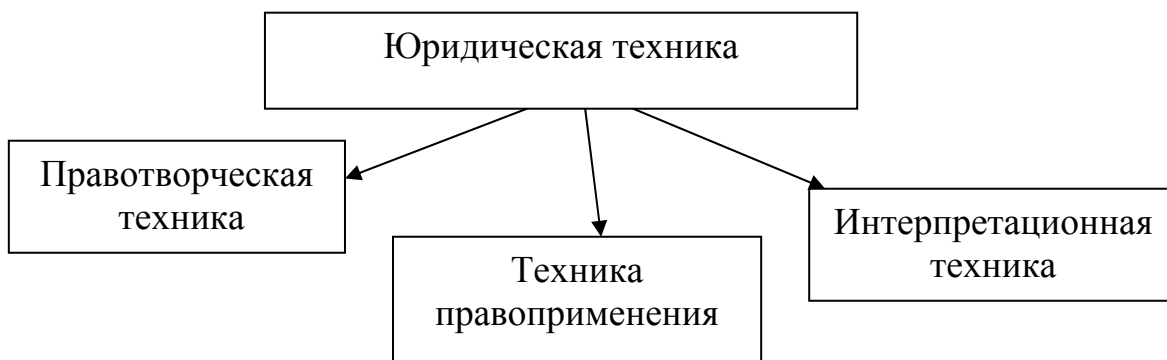 Юридическая техника
Правотворческая
техника
Техника
правоприменения
Интерпретационная
техника